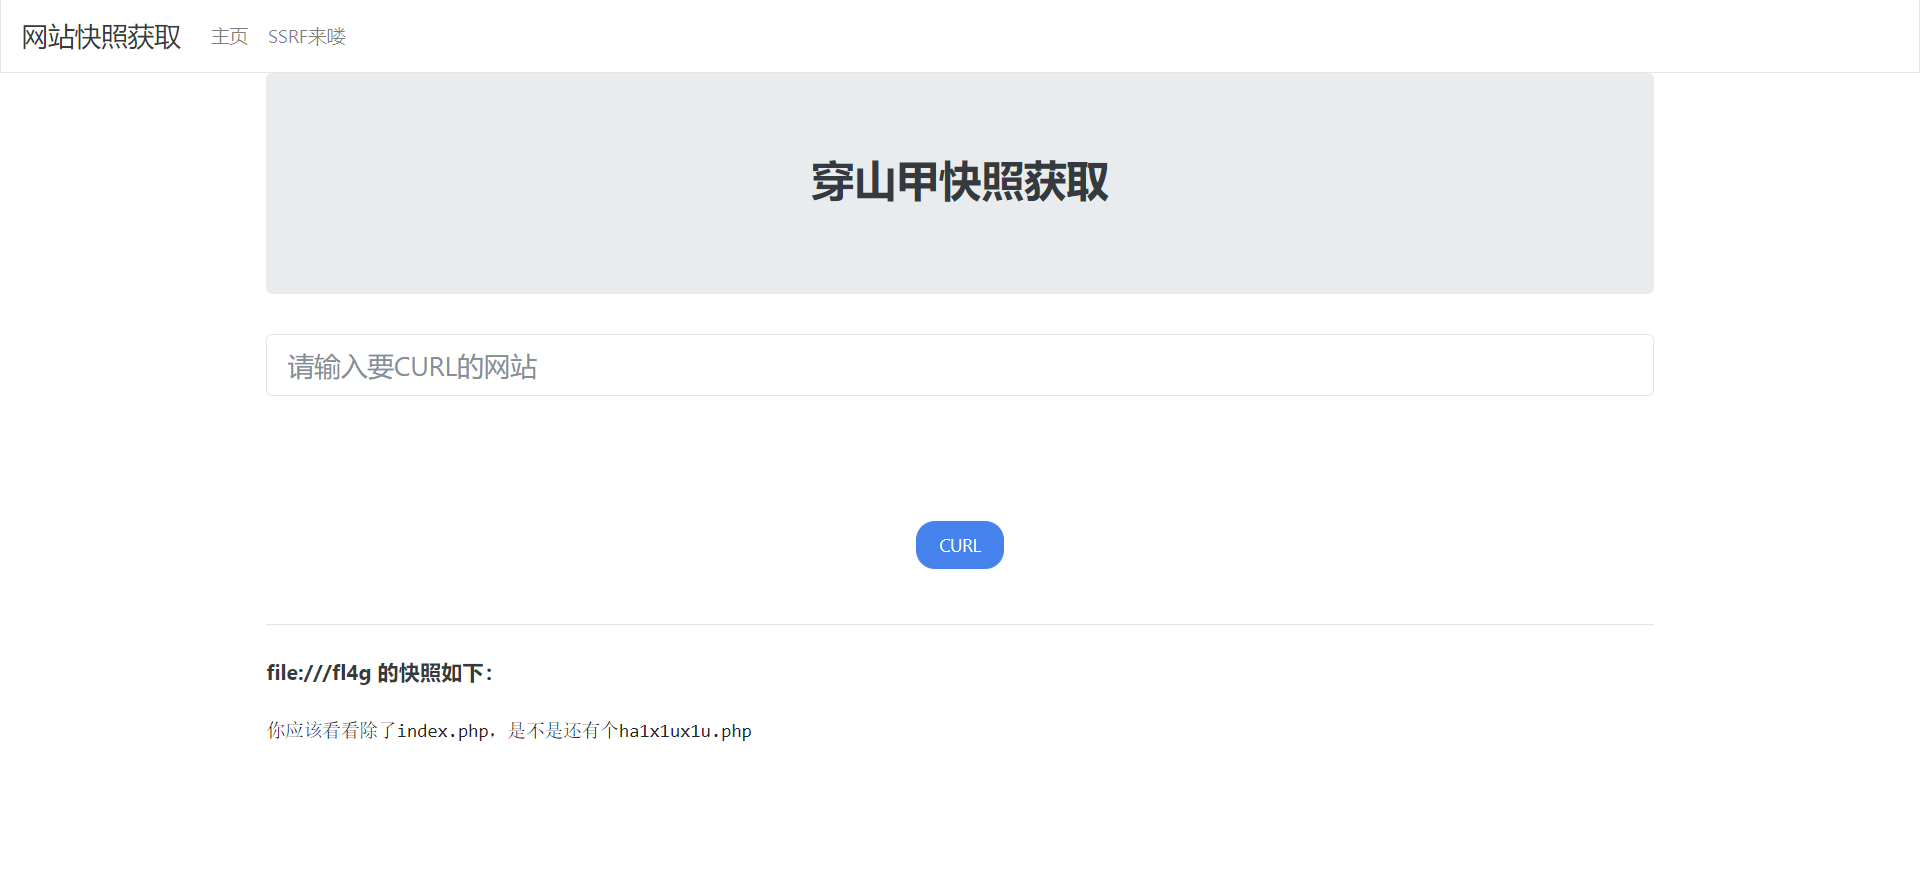 网站快照获取 主页 SSRF来喽
穿山甲快照获取
请输入要CURL的网站
CURL
file:///fl4g 的快照如下：
你应该看看除了index.php，是不是还有个ha1x1ux1u.php